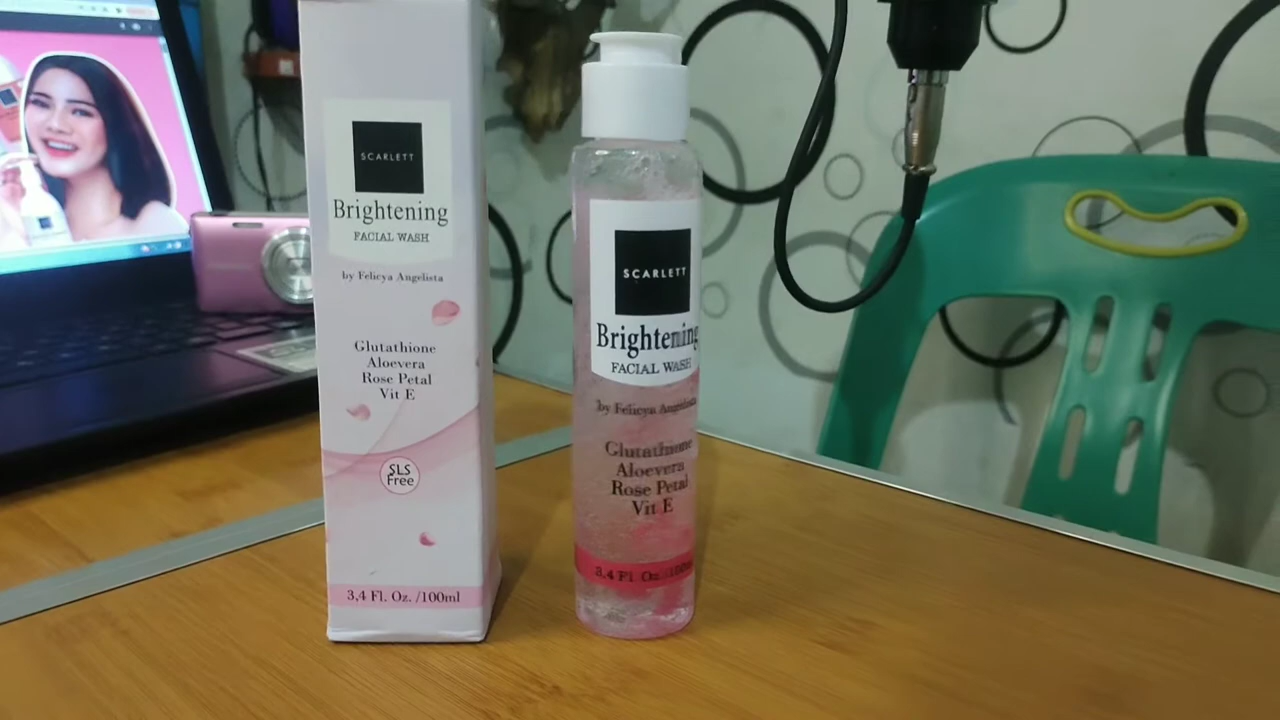 SCARLETT
Brightening
FACIAL WASH
by Felicya Angelista
Glutathione
Aloevera
Rose Petal
Vit E
SLS
Free
3,4 Fl. Oz. /100ml
SCARLETT
Brightening
FACIAL WASH
by Felicya Angelista
Glutathione
Aloevera
Rose Petal
Vit E
3,4 Fl. Oz. /100ml